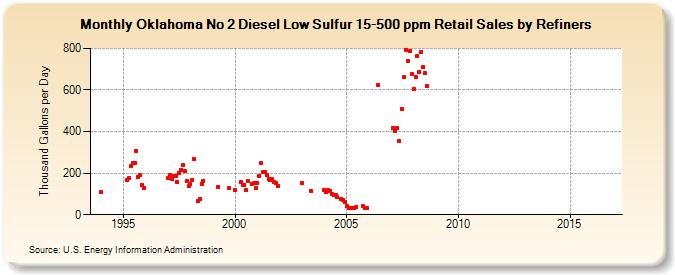 Monthly Oklahoma No 2 Diesel Low Sulfur 15-500 ppm Retail Sales by Refiners
Thousand Gallons per Day
800
600
400
200
0
1995 2000 2005 2010 2015
Source: U.S. Energy Information Administration